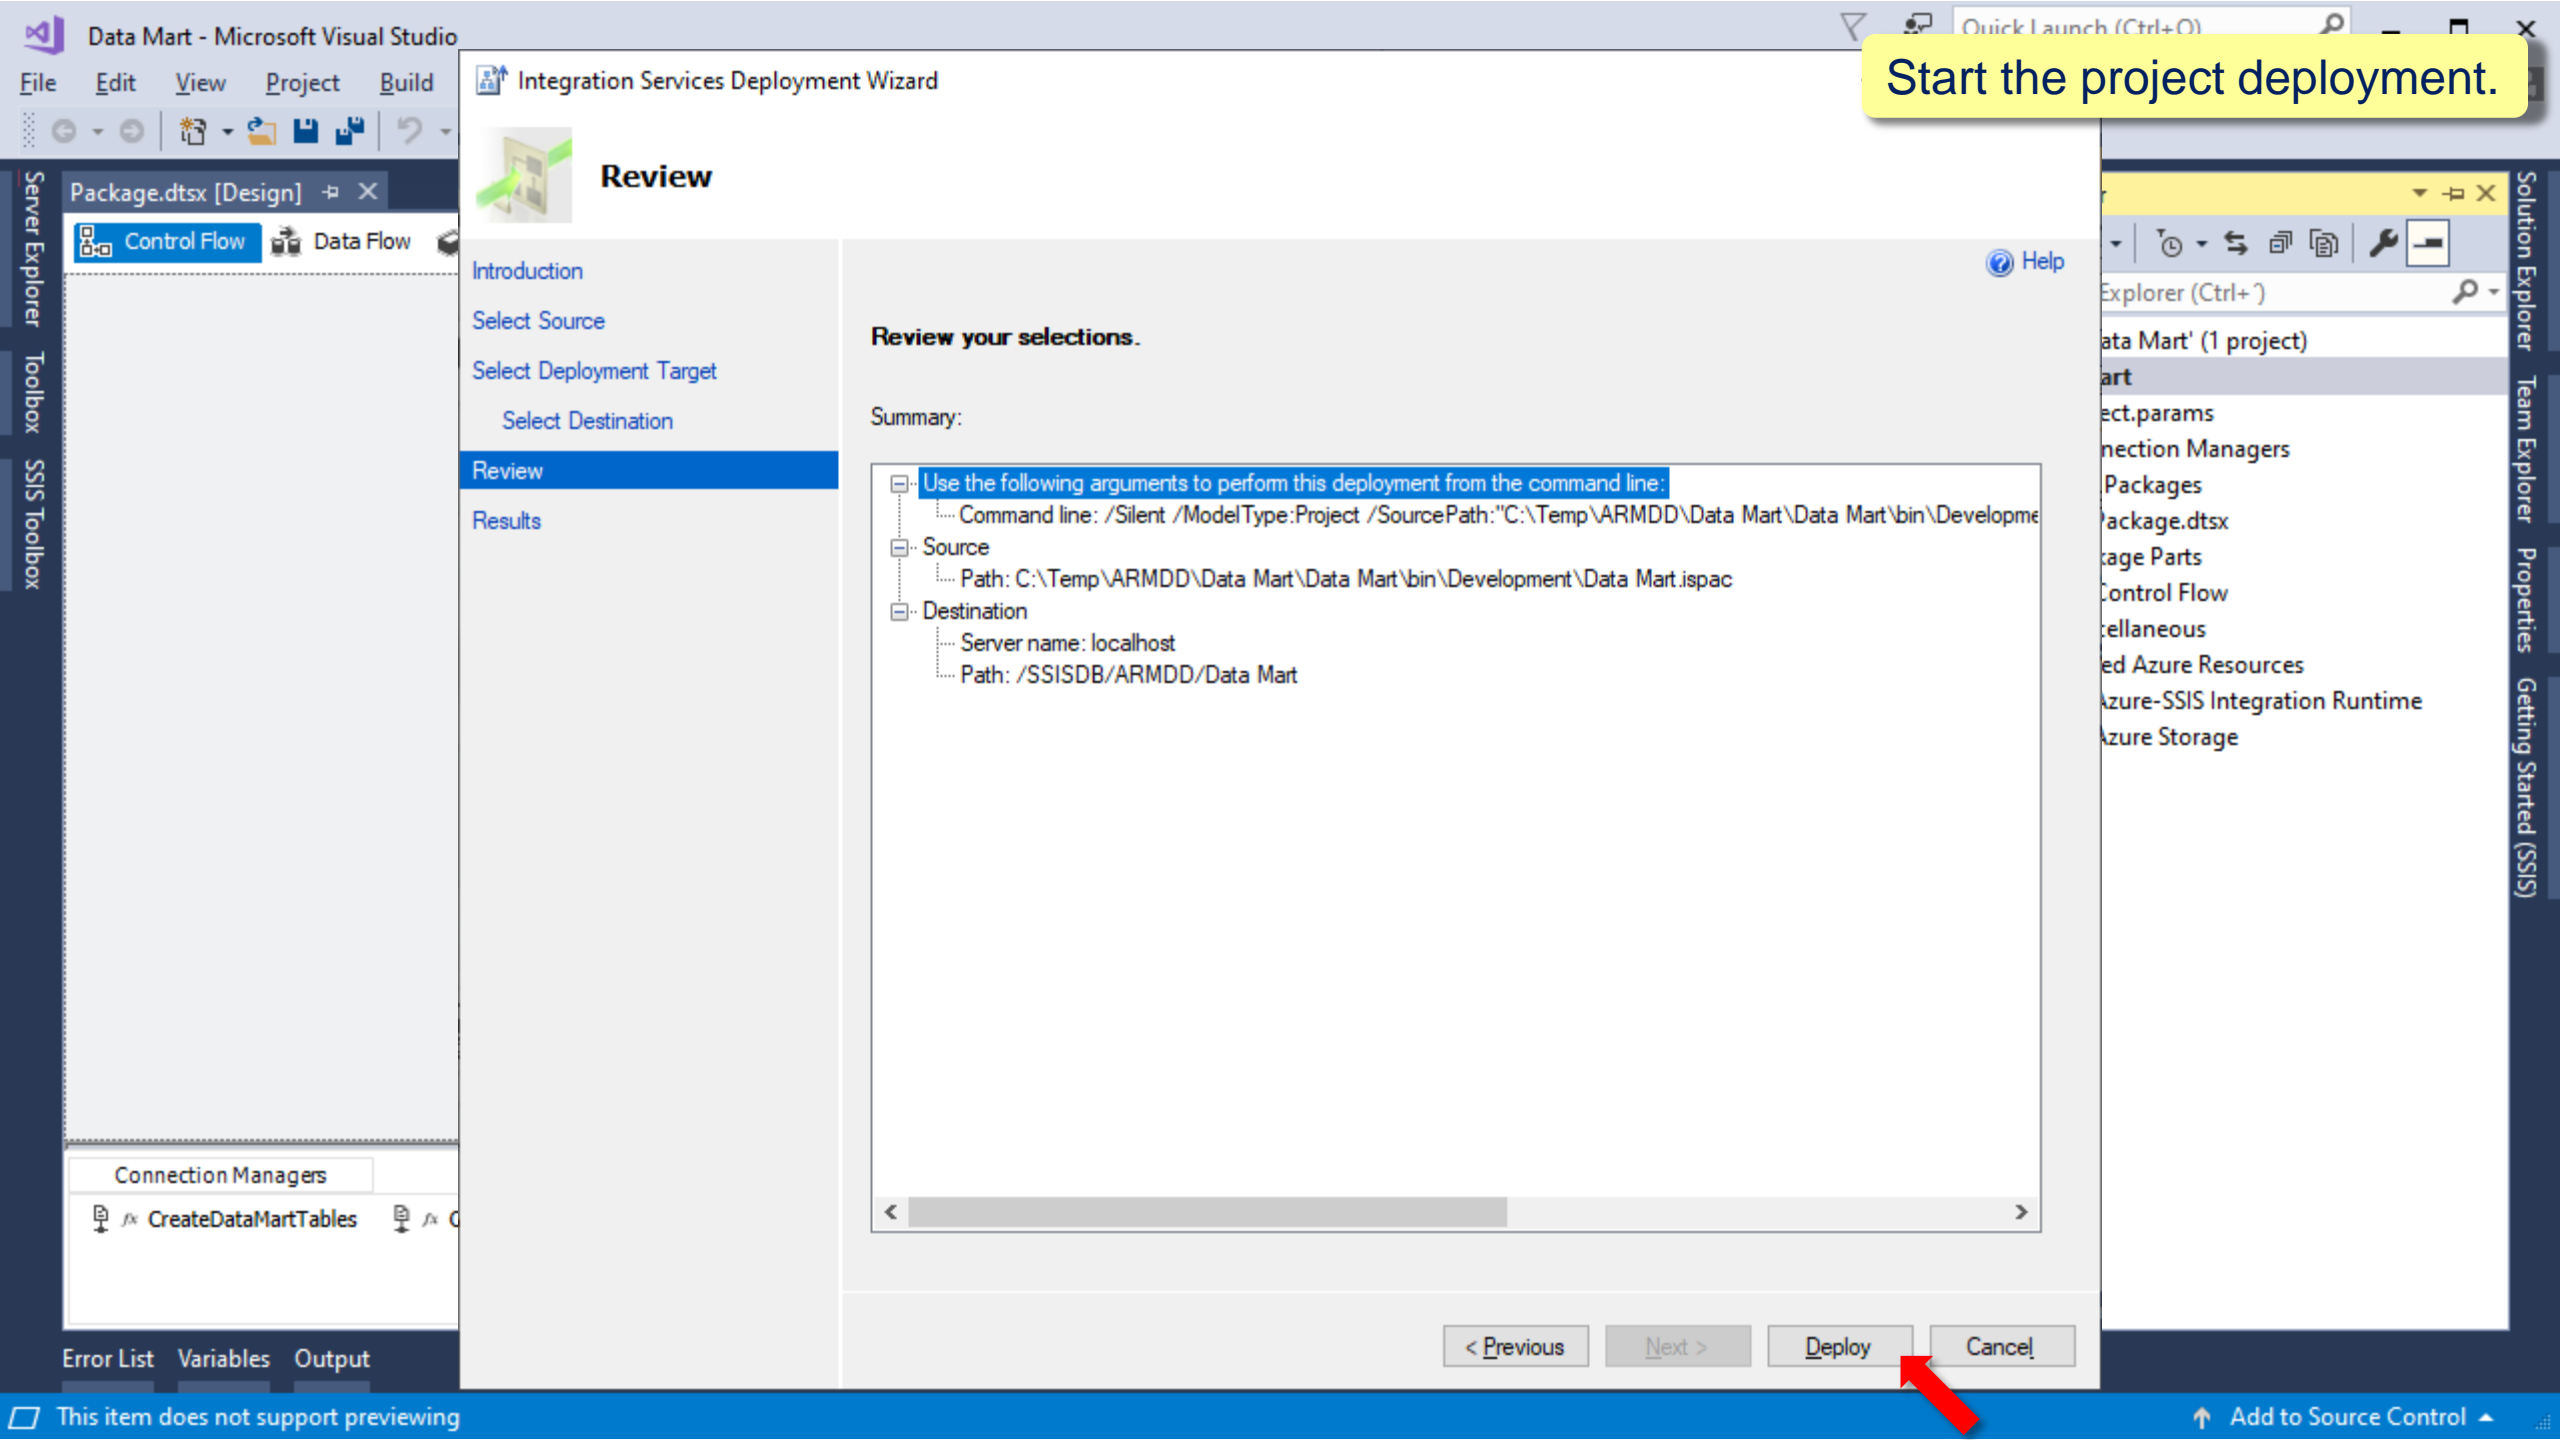 Data Mart - Microsoft Visual Studio
Quick Launch (Ctrl+Q)
Start the project deployment.
File Edit View Project Build
Integration Services Deployment Wizard
Review
Server Explorer
Toolbox
SSIS Toolbox
Package.dtsx [Design]
Control Flow Data Flow
Introduction
Select Source
Select Deployment Target
Select Destination
Review
Results
Help
Review your selections.
Summary:
Use the following arguments to perform this deployment from the command line:
Command line: /Silent /ModelType:Project /SourcePath:"C:\Temp\ARMDD\Data Mart\Data Mart\bin\Developme
Source
Path: C:\Temp\ARMDD\Data Mart\Data Mart\bin\Development\Data Mart.ispac
Destination
Server name: localhost
Path: /SSISDB/ARMDD/Data Mart
< Previous Next > Deploy Cancel
Explorer (Ctrl+´)
ata Mart' (1 project)
art
ect.params
nection Managers
Packages
ackage.dtsx
kage Parts
Control Flow
cellaneous
ed Azure Resources
Azure-SSIS Integration Runtime
Azure Storage
Solution Explorer
Team Explorer
Properties
Getting Started (SSIS)
Connection Managers
fx CreateDataMartTables fx
Error List Variables Output
This item does not support previewing
Add to Source Control